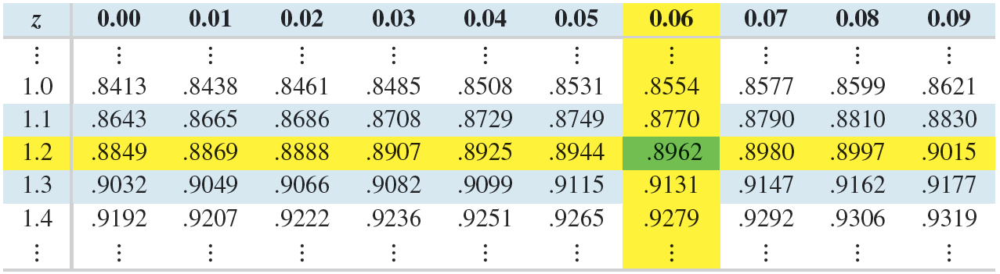 z 0.00 0.01 0.02 0.03 0.04 0.05 0.06 0.07 0.08 0.09
⋮ ⋮ ⋮ ⋮ ⋮ ⋮ ⋮ ⋮ ⋮ ⋮ ⋮
1.0 .8413 .8438 .8461 .8485 .8508 .8531 .8554 .8577 .8599 .8621
1.1 .8643 .8665 .8686 .8708 .8729 .8749 .8770 .8790 .8810 .8830
1.2 .8849 .8869 .8888 .8907 .8925 .8944 .8962 .8980 .8997 .9015
1.3 .9032 .9049 .9066 .9082 .9099 .9115 .9131 .9147 .9162 .9177
1.4 .9192 .9207 .9222 .9236 .9251 .9265 .9279 .9292 .9306 .9319
⋮ ⋮ ⋮ ⋮ ⋮ ⋮ ⋮ ⋮ ⋮ ⋮ ⋮